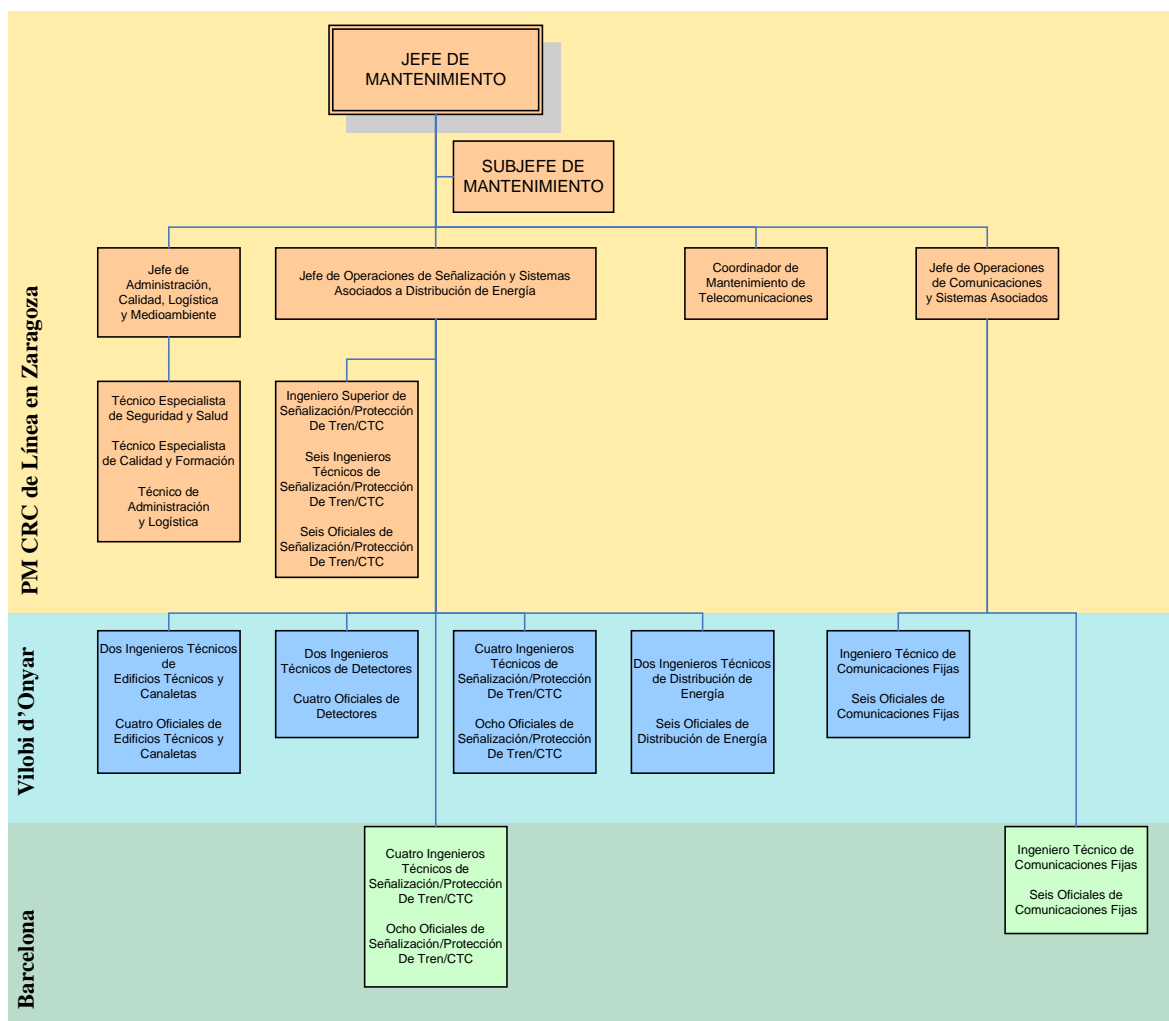 JEFE DE
MANTENIMIENTO
SUBJEFE DE
MANTENIMIENTO
PM CRC de Línea en Zaragoza
Jefe de
Administración,
Calidad, Logística
y Medioambiente
Jefe de Operaciones de Señalización y Sistemas
Asociados a Distribución de Energía
Coordinador de
Mantenimiento de
Telecomunicaciones
Jefe de Operaciones
de Comunicaciones
y Sistemas Asociados
Técnico Especialista
de Seguridad y Salud
Técnico Especialista
de Calidad y Formación
Técnico de
Administración
y Logística
Ingeniero Superior de
Señalización/Protección
De Tren/CTC
Seis Ingenieros
Técnicos de
Señalización/Protección
De Tren/CTC
Seis Oficiales de
Señalización/Protección
De Tren/CTC
Vilobi d’Onyar
Dos Ingenieros Técnicos
de
Edificios Técnicos y
Canaletas
Cuatro Oficiales de
Edificios Técnicos y
Canaletas
Dos Ingenieros
Técnicos de Detectores
Cuatro Oficiales de
Detectores
Cuatro Ingenieros
Técnicos de
Señalización/Protección
De Tren/CTC
Ocho Oficiales de
Señalización/Protección
De Tren/CTC
Dos Ingenieros Técnicos
de Distribución de
Energía
Seis Oficiales de
Distribución de Energía
Ingeniero Técnico de
Comunicaciones Fijas
Seis Oficiales de
Comunicaciones Fijas
Barcelona
Cuatro Ingenieros
Técnicos de
Señalización/Protección
De Tren/CTC
Ocho Oficiales de
Señalización/Protección
De Tren/CTC
Ingeniero Técnico de
Comunicaciones Fijas
Seis Oficiales de
Comunicaciones Fijas